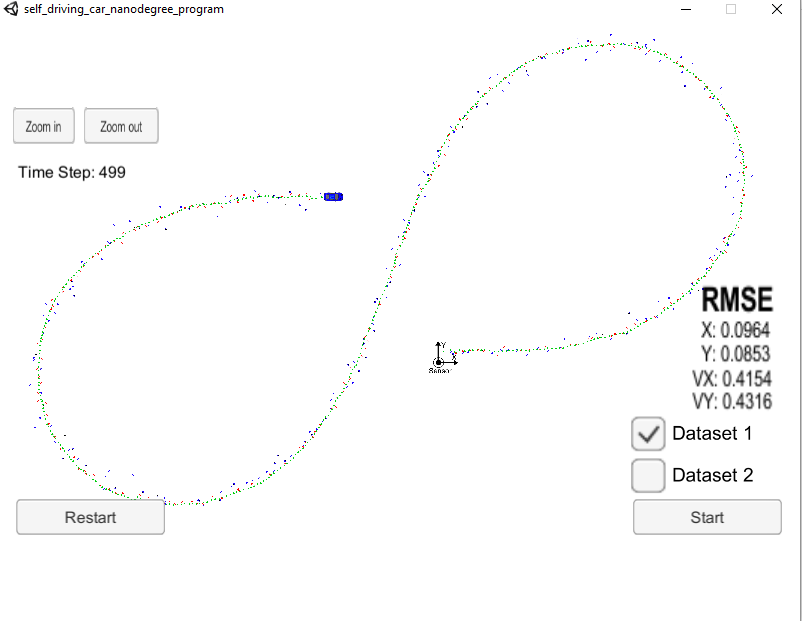 self_driving_car_nanodegree_program
Zoom in
Zoom out
Time Step: 499
RMSE
X: 0.0964
Y: 0.0853
VX: 0.4154
VY: 0.4316
Y
X
Sensor
Dataset 1
Dataset 2
Restart
Start